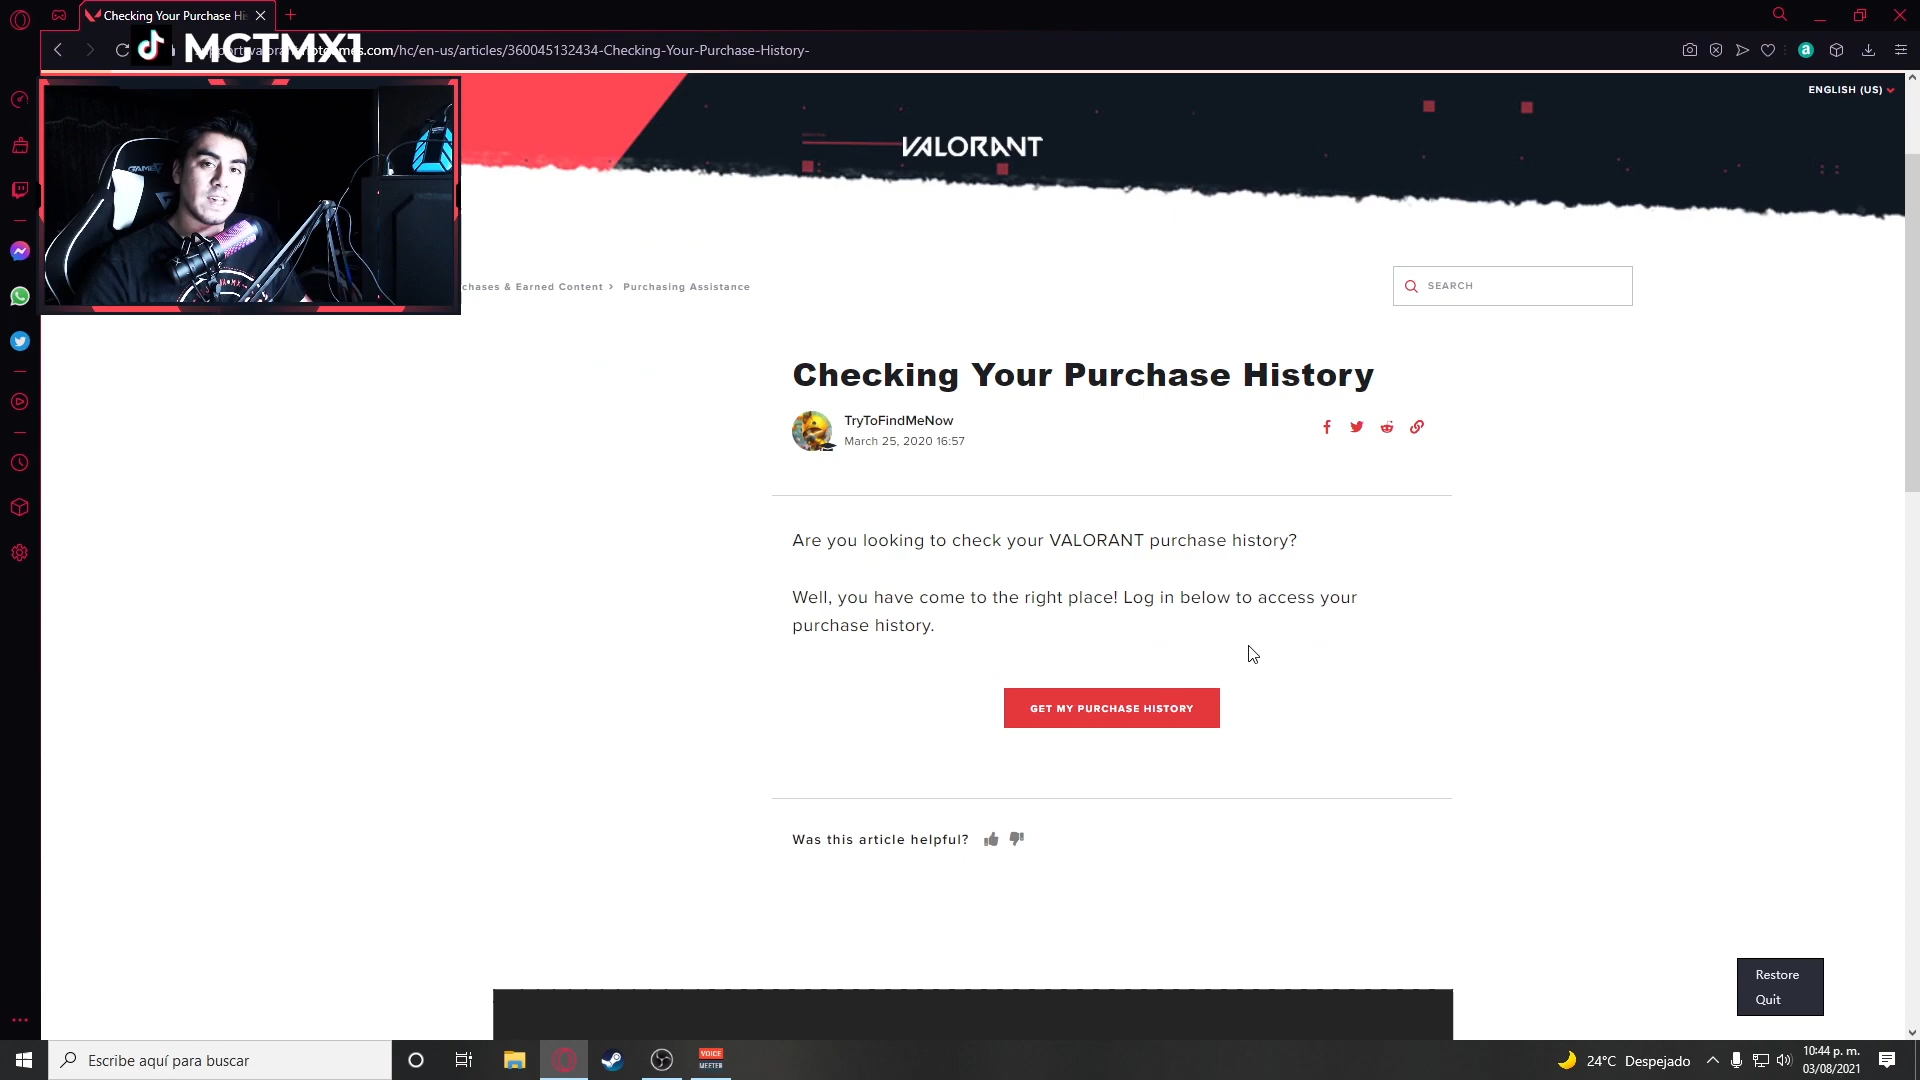 Checking Your Purchase Hi
MGTMX1
.com/hc/en-us/articles/360045132434-Checking-Your-Purchase-History-
ENGLISH (US)
VALORANT
chases & Earned Content > Purchasing Assistance
SEARCH
Checking Your Purchase History
TryToFindMeNow
March 25, 2020 16:57
Are you looking to check your VALORANT purchase history?
Well, you have come to the right place! Log in below to access your
purchase history.
GET MY PURCHASE HISTORY
Was this article helpful?
Restore
Quit
Escribe aquí para buscar
VOICE
MEETER
24°C Despejado
10:44 p. m.
03/08/2021